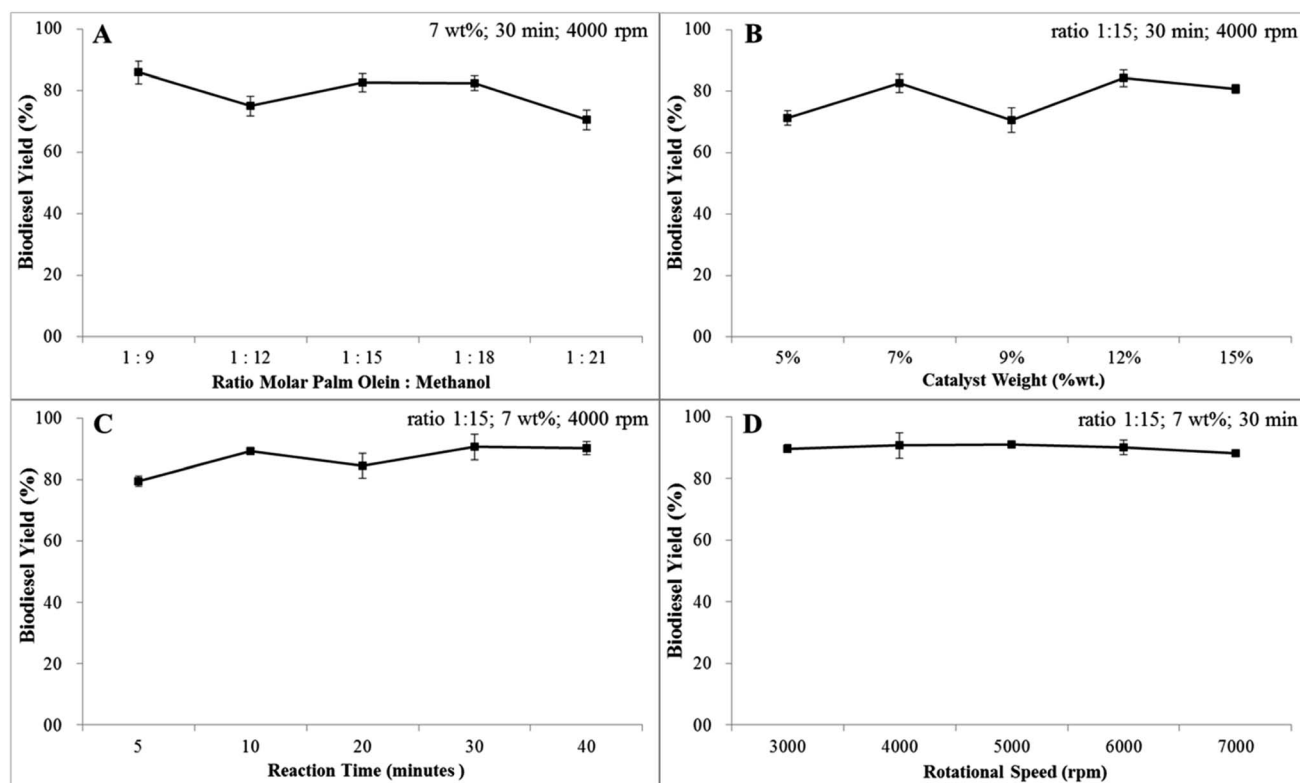 A
7 wt%; 30 min; 4000 rpm
100
80
60
40
20
00
Biodiesel Yield (%)
1 : 9
1 : 12
1 : 15
1 : 18
1 : 21
Ratio Molar Palm Olein : Methanol
B
ratio 1:15; 30 min; 4000 rpm
100
80
60
40
20
00
Biodiesel Yield (%)
5%
7%
9%
12%
15%
Catalyst Weight (%wt.)
C
ratio 1:15; 7 wt%; 4000 rpm
100
80
60
40
20
00
Biodiesel Yield (%)
5
10
20
30
40
Reaction Time (minutes )
D
ratio 1:15; 7 wt%; 30 min
100
80
60
40
20
00
Biodiesel Yield (%)
3000
4000
5000
6000
7000
Rotational Speed (rpm)